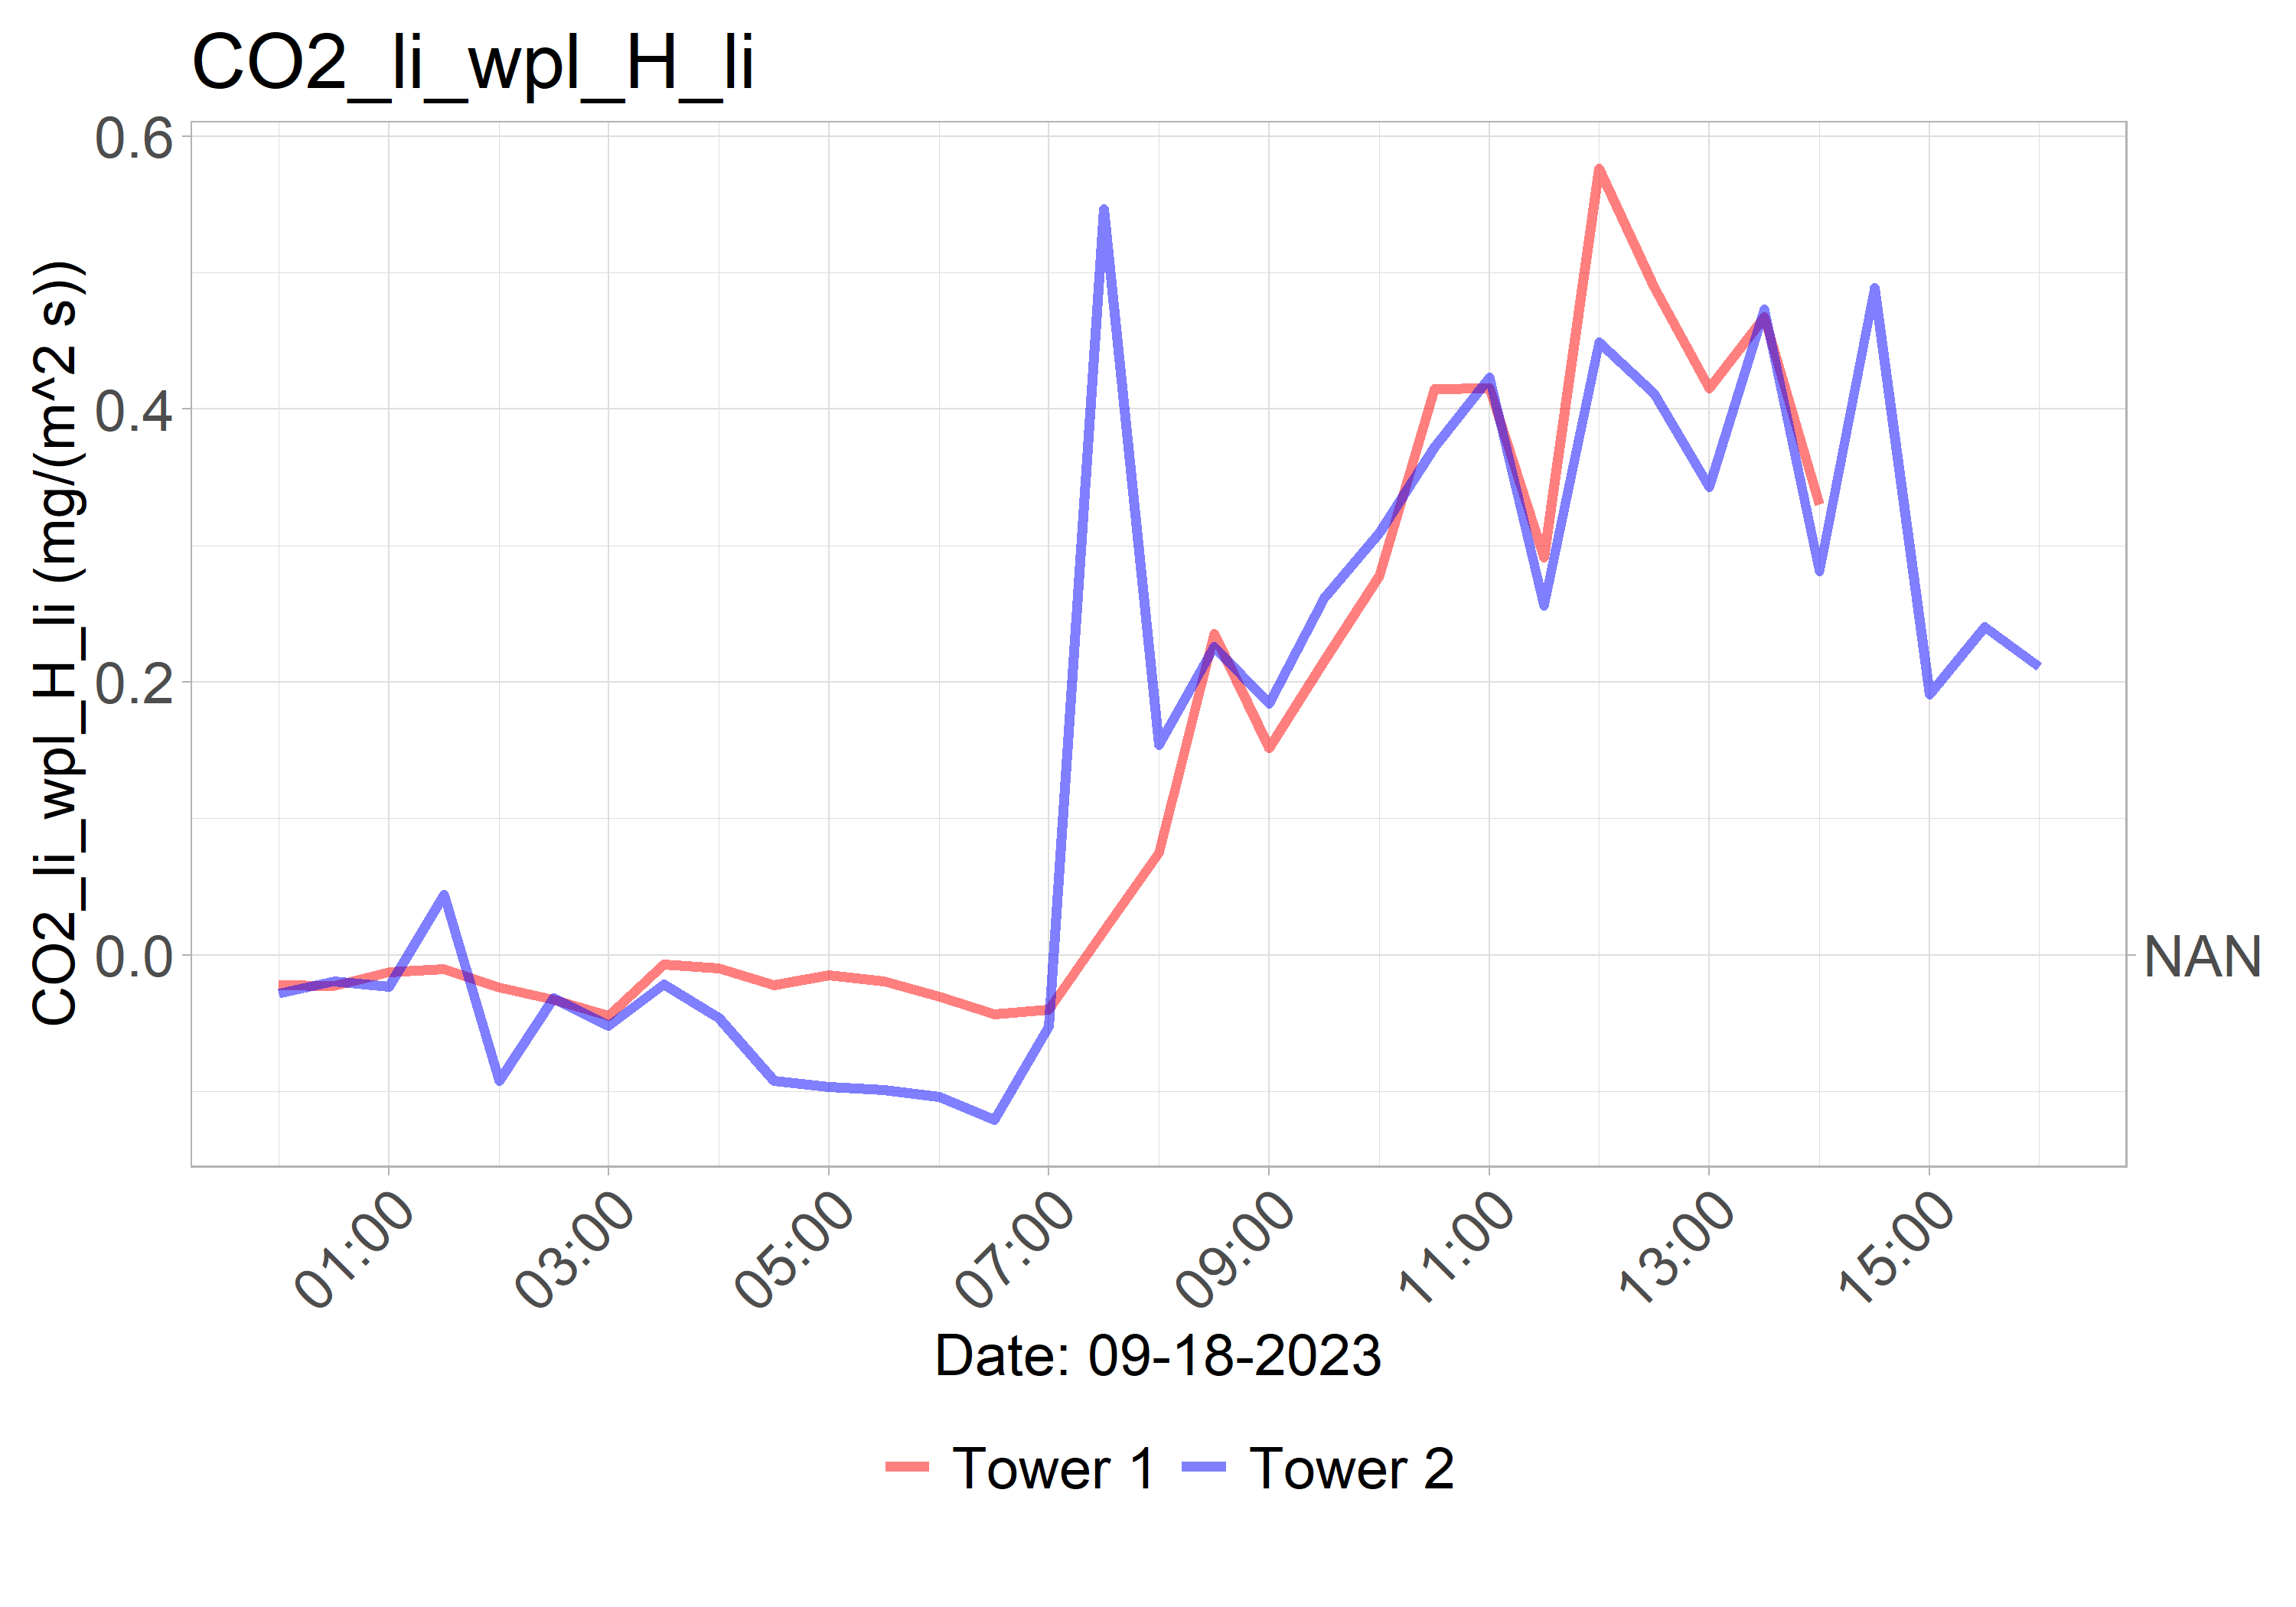 CO2_li_wpl_H_li
CO2_li_wpl_H_li (mg/(m^2 s))
0.6
0.4
0.2
0.0
NAN
01:00
03:00
05:00
07:00
09:00
11:00
13:00
15:00
Date: 09-18-2023
Tower 1
Tower 2